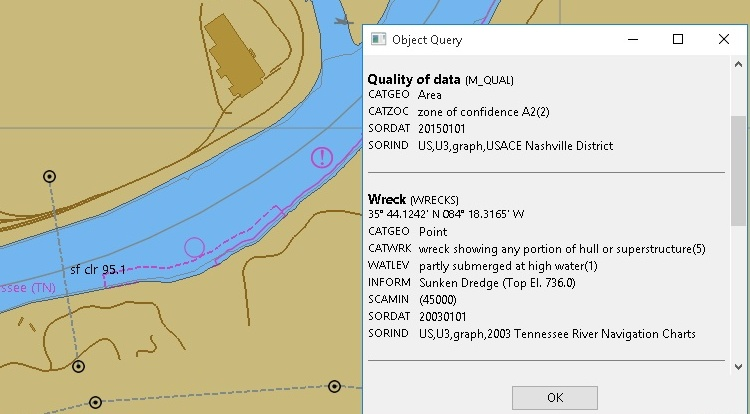 Object Query
Quality of data (M_QUAL)
CATGEO Area
CATZOC zone of confidence A2(2)
SORDAT 20150101
SORIND US,U3,graph,USACE Nashville District
Wreck (WRECKS)
35° 44.1242' N 084° 18.3165' W
CATGEO Point
CATWRK wreck showing any portion of hull or superstructure(5)
WATLEV partly submerged at high water(1)
INFORM Sunken Dredge (Top El. 736.0)
SCAMIN (45000)
SORDAT 20030101
SORIND US,U3,graph,2003 Tennessee River Navigation Charts
OK
sf clr 95.1
ssee (TN)